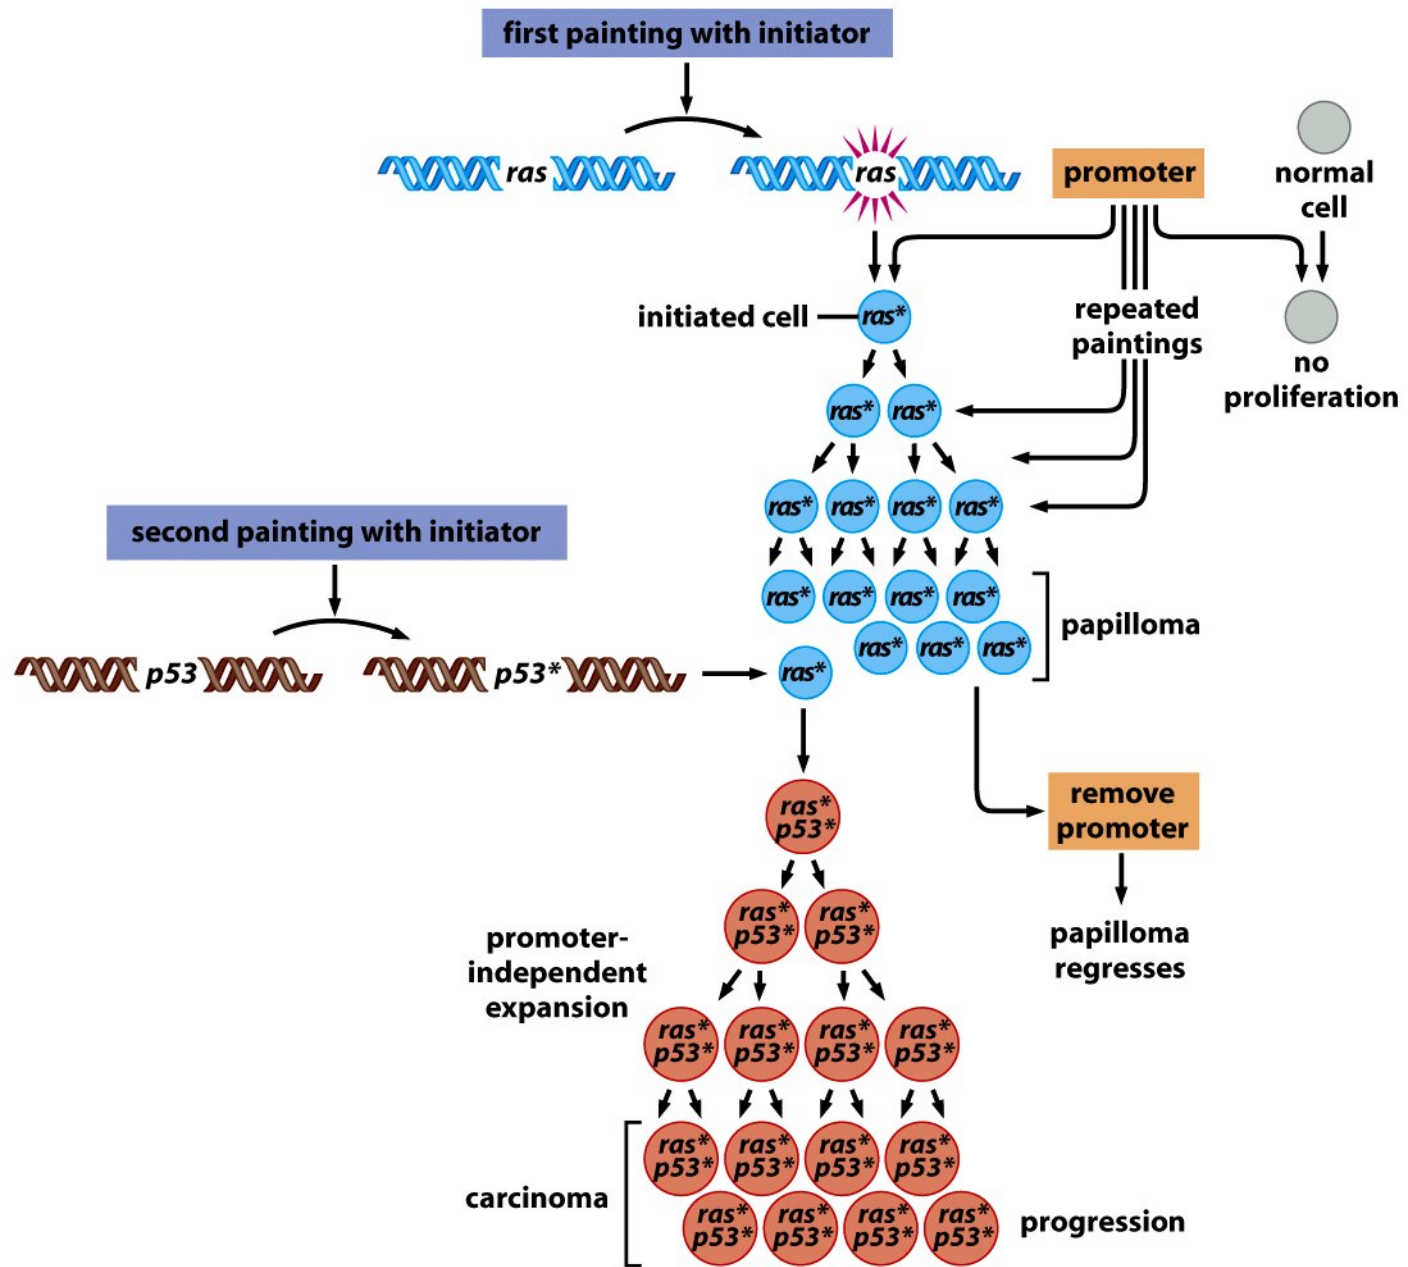 first painting with initiator
ras
ras
promoter
normal
cell
initiated cell
ras*
repeated
paintings
no
proliferation
ras* ras*
ras* ras* ras* ras*
second painting with initiator
ras* ras* ras* ras*
ras* ras* ras*
papilloma
p53
p53*
ras*
ras*
p53*
remove
promoter
ras* ras*
p53* p53*
promoter-
independent
expansion
papilloma
regresses
ras* ras* ras* ras*
p53* p53* p53* p53*
ras* ras* ras* ras*
p53* p53* p53* p53*
carcinoma
ras* ras* ras* ras*
p53* p53* p53* p53*
progression